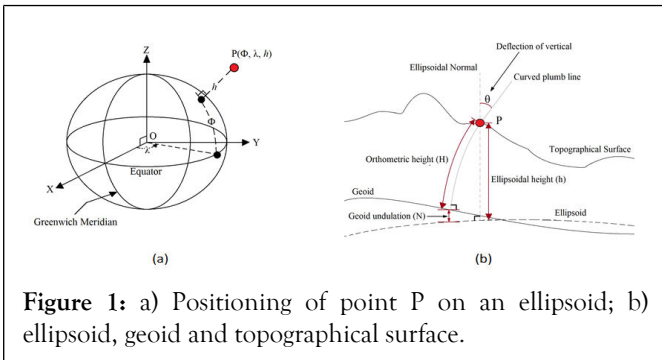 Z
P(Φ, λ, h)
h
Φ
O
Y
λ
Equator
X
Greenwich Meridian
(a)
Deflection of vertical
Ellipsoidal Normal
Curved plumb line
θ
P
Topographical Surface
Orthometric height (H)
Ellipsoidal height (h)
Geoid
Geoid undulation (N)
Ellipsoid
(b)
Figure 1: a) Positioning of point P on an ellipsoid; b)
ellipsoid, geoid and topographical surface.